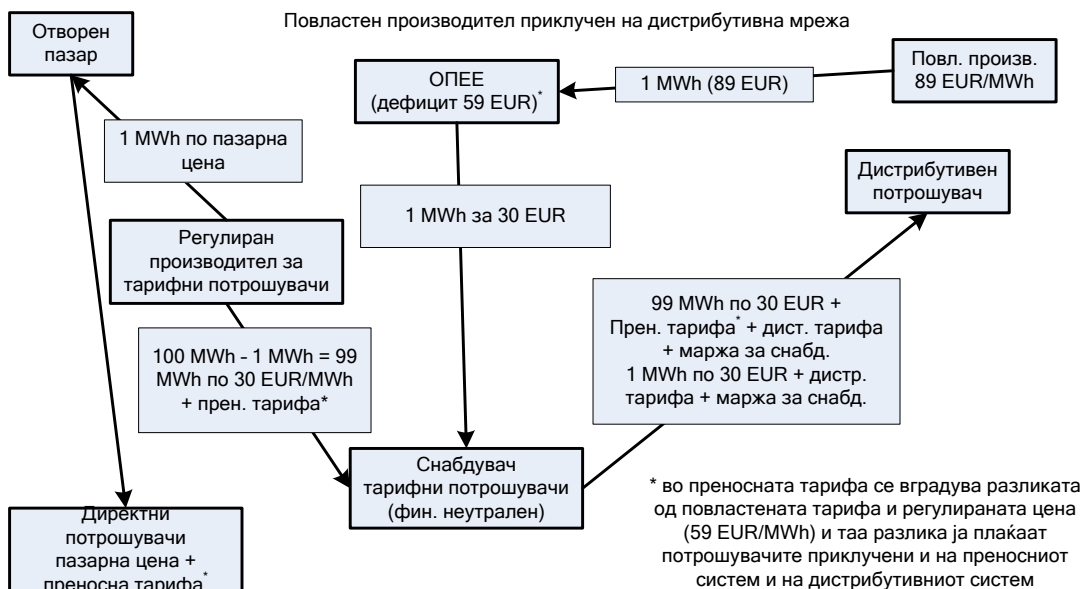 Повластен производител приклучен на дистрибутивна мрежа
Отворен
пазар
ОПЕЕ
(дефицит 59 EUR)*
1 MWh (89 EUR)
Повл. произв.
89 EUR/MWh
1 MWh по пазарна
цена
Дистрибутивен
потрошувач
1 MWh за 30 EUR
Регулиран
производител за
тарифни потрошувачи
99 MWh по 30 EUR +
Прен. тарифа* + дист. тарифа
+ маржа за снабд.
1 MWh по 30 EUR + дистр.
тарифа + маржа за снабд.
100 MWh - 1 MWh = 99
MWh по 30 EUR/MWh
+ прен. тарифа*
Снабдувач
тарифни потрошувачи
(фин. неутрален)
Директни
потрошувачи
пазарна цена +
преносна тарифа*
* во преносната тарифа се вградува разликата
од повластената тарифа и регулираната цена
(59 EUR/MWh) и таа разлика ја плаќаат
потрошувачите приклучени и на преносниот
систем и на дистрибутивниот систем